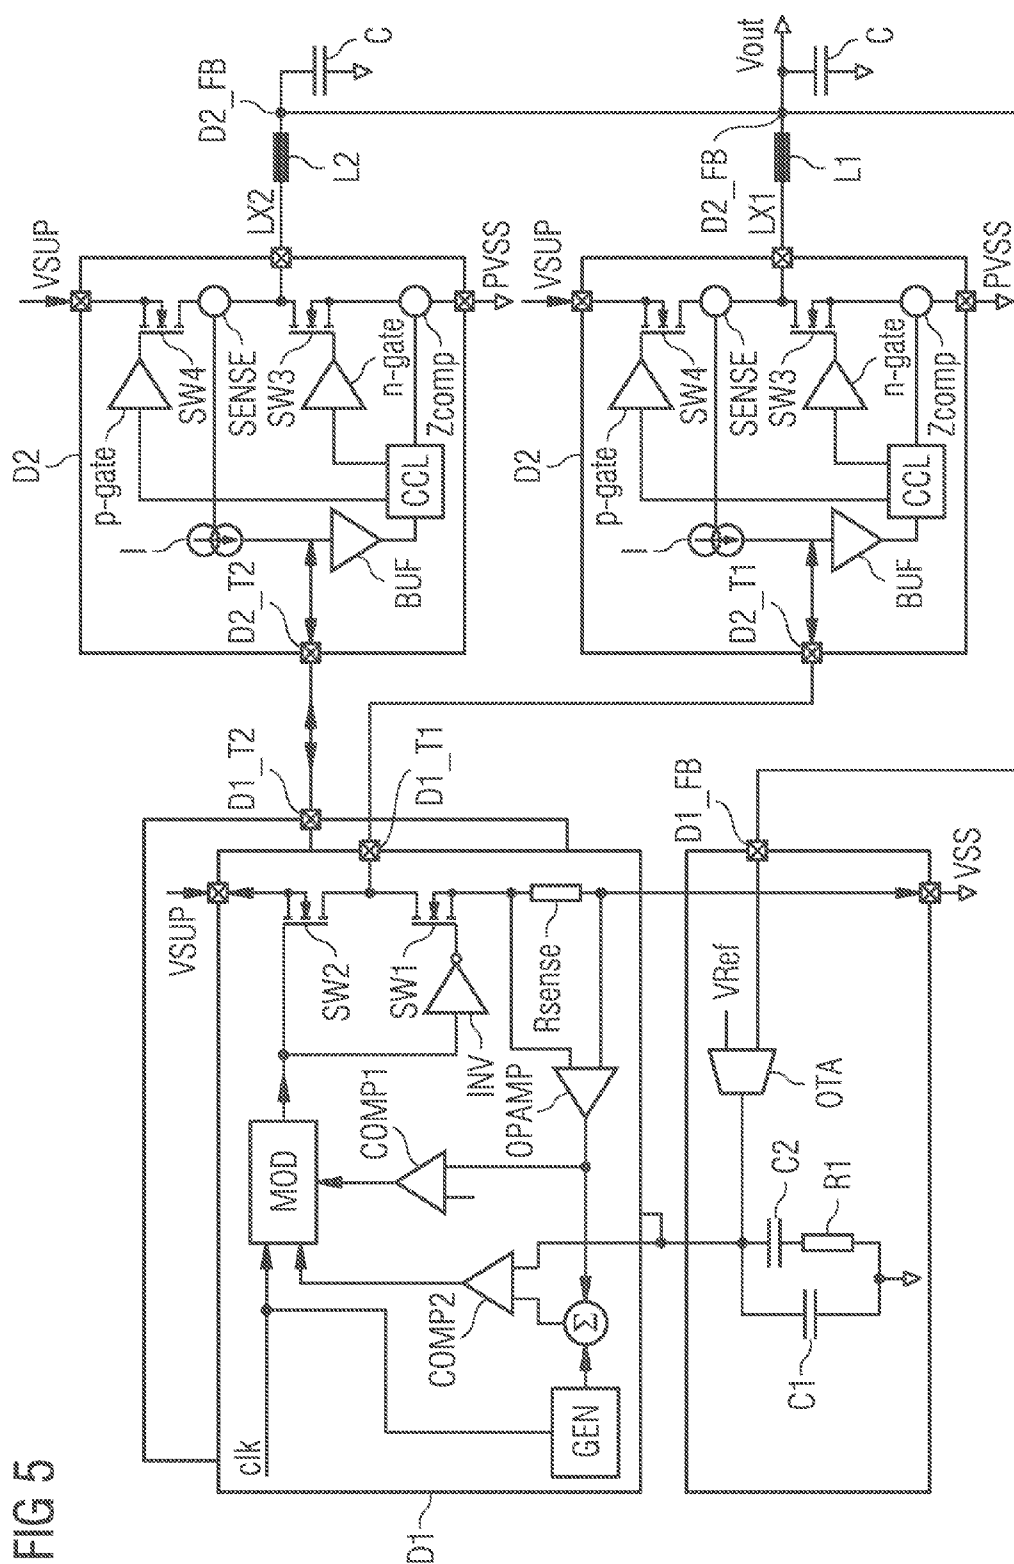 FIG 5
D1
clk
GEN
Σ
MOD
COMP2
COMP1
OPAMP
INV
VSUP
SW2
SW1
Rsense
D1_T2
D1_T1
C1
C2
R1
OTA
VRef
D1_FB
VSS
D2
p-gate
I
D2_T2
BUF
CCL
VSUP
SW4
SENSE
SW3
n-gate
Zcomp
PVSS
LX2
L2
D2_FB
C
D2
p-gate
I
D2_T1
BUF
CCL
VSUP
SW4
SENSE
SW3
n-gate
Zcomp
PVSS
LX1
L1
D2_FB
Vout
C